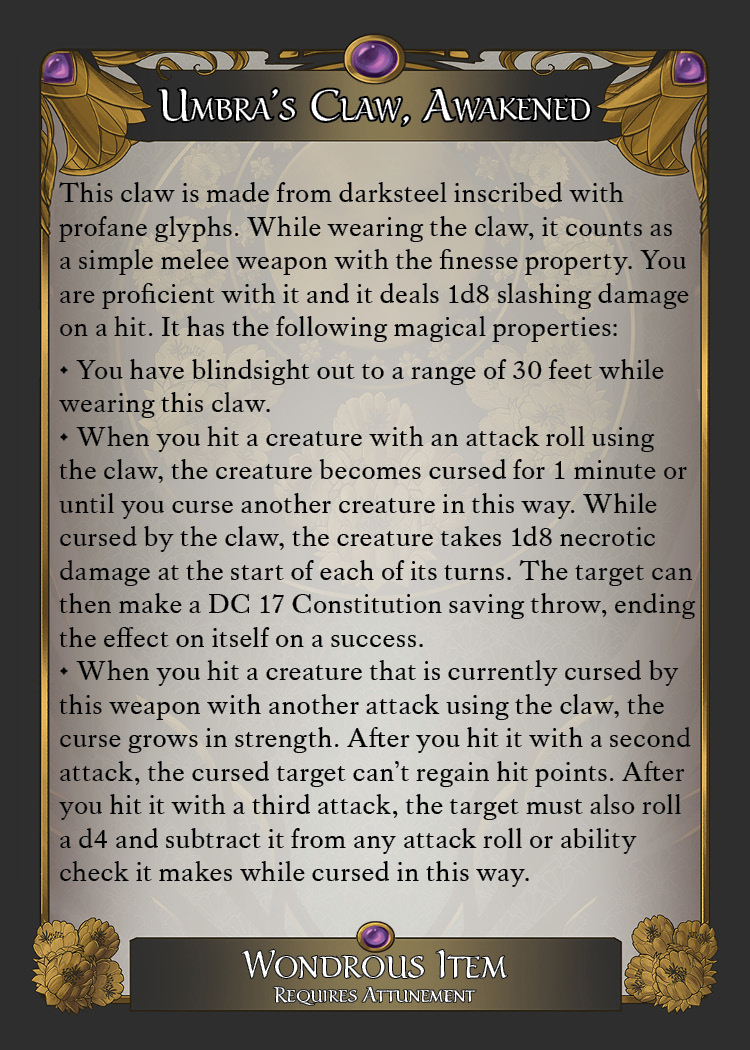 Umbra's Claw, Awakened
This claw is made from darksteel inscribed with
profane glyphs. While wearing the claw, it counts as
a simple melee weapon with the finesse property. You
are proficient with it and it deals 1d8 slashing damage
on a hit. It has the following magical properties:
• You have blindsight out to a range of 30 feet while
wearing this claw.
• When you hit a creature with an attack roll using
the claw, the creature becomes cursed for 1 minute or
until you curse another creature in this way. While
cursed by the claw, the creature takes 1d8 necrotic
damage at the start of each of its turns. The target can
then make a DC 17 Constitution saving throw, ending
the effect on itself on a success.
• When you hit a creature that is currently cursed by
this weapon with another attack using the claw, the
curse grows in strength. After you hit it with a second
attack, the cursed target can't regain hit points. After
you hit it with a third attack, the target must also roll
a d4 and subtract it from any attack roll or ability
check it makes while cursed in this way.
Wondrous Item
Requires Attunement